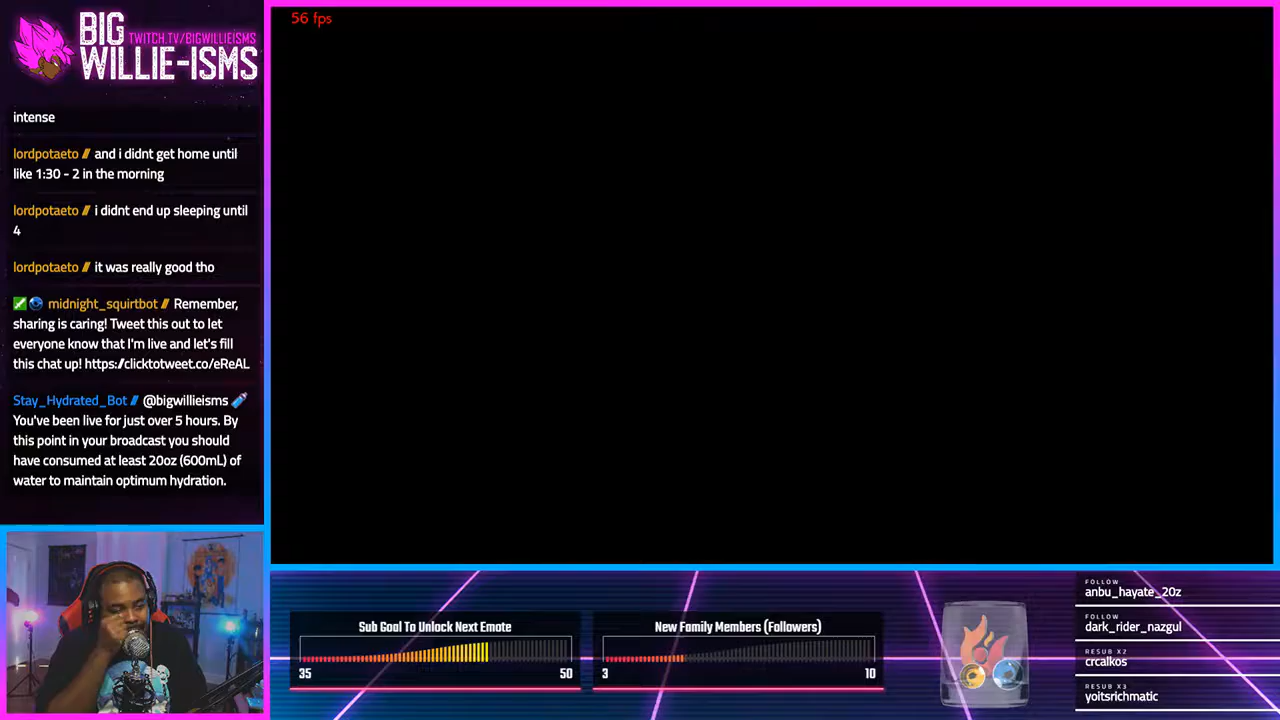 BIG
TWITCH.TV/BIGWILLIEISMS
WILLIE-ISMS
56 fps
intense
lordpotaeto // and i didnt get home until
like 1:30 - 2 in the morning
lordpotaeto // i didnt end up sleeping until
4
lordpotaeto // it was really good tho
midnight_squirtbot // Remember,
sharing is caring! Tweet this out to let
everyone know that I'm live and let's fill
this chat up! https://clicktotweet.co/eReAL
Stay_Hydrated_Bot // @bigwillieisms
You've been live for just over 5 hours. By
this point in your broadcast you should
have consumed at least 20oz (600mL) of
water to maintain optimum hydration.
Sub Goal To Unlock Next Emote
35 50
New Family Members (Followers)
3 10
FOLLOW
anbu_hayate_20z
FOLLOW
dark_rider_nazgul
RESUB X2
crcalkos
RESUB X3
yoitsrichmatic